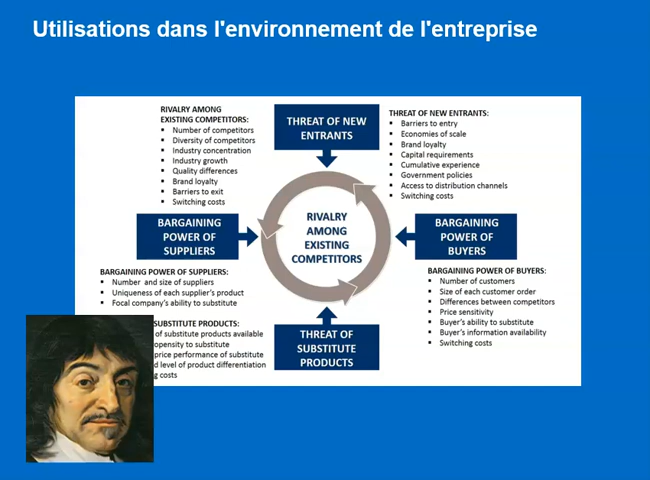 Utilisations dans l'environnement de l'entreprise
RIVALRY AMONG
EXISTING COMPETITORS:
▪ Number of competitors
▪ Diversity of competitors
▪ Industry concentration
▪ Industry growth
▪ Quality differences
▪ Brand loyalty
▪ Barriers to exit
▪ Switching costs
THREAT OF NEW
ENTRANTS
THREAT OF NEW ENTRANTS:
▪ Barriers to entry
▪ Economies of scale
▪ Brand loyalty
▪ Capital requirements
▪ Cumulative experience
▪ Government policies
▪ Access to distribution channels
▪ Switching costs
BARGAINING
POWER OF
SUPPLIERS
RIVALRY
AMONG
EXISTING
COMPETITORS
BARGAINING
POWER OF
BUYERS
BARGAINING POWER OF SUPPLIERS:
▪ Number and size of suppliers
▪ Uniqueness of each supplier's product
▪ Focal company's ability to substitute
BARGAINING POWER OF BUYERS:
▪ Number of customers
▪ Size of each customer order
▪ Differences between competitors
▪ Price sensitivity
▪ Buyer's ability to substitute
▪ Buyer's information availability
▪ Switching costs
SUBSTITUTE PRODUCTS:
of substitute products available
to substitute
price performance of substitute
level of product differentiation
costs
THREAT OF
SUBSTITUTE
PRODUCTS